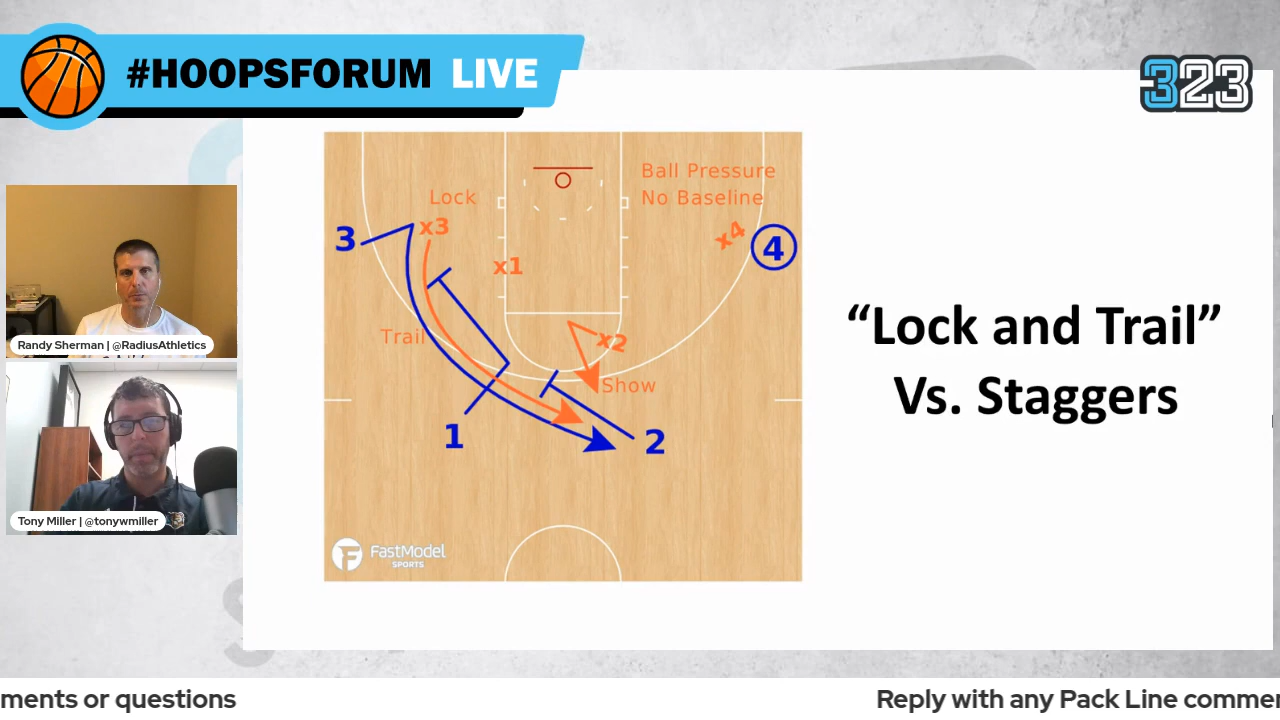 #HOOPSFORUM LIVE
323
Ball Pressure
No Baseline
Lock
x3
3
x4
4
x1
Trail
x2
Show
1
2
FastModel
SPORTS
“Lock and Trail”
Vs. Staggers
Randy Sherman | @RadiusAthletics
Tony Miller | @tonywmiller
ments or questions
Reply with any Pack Line commen